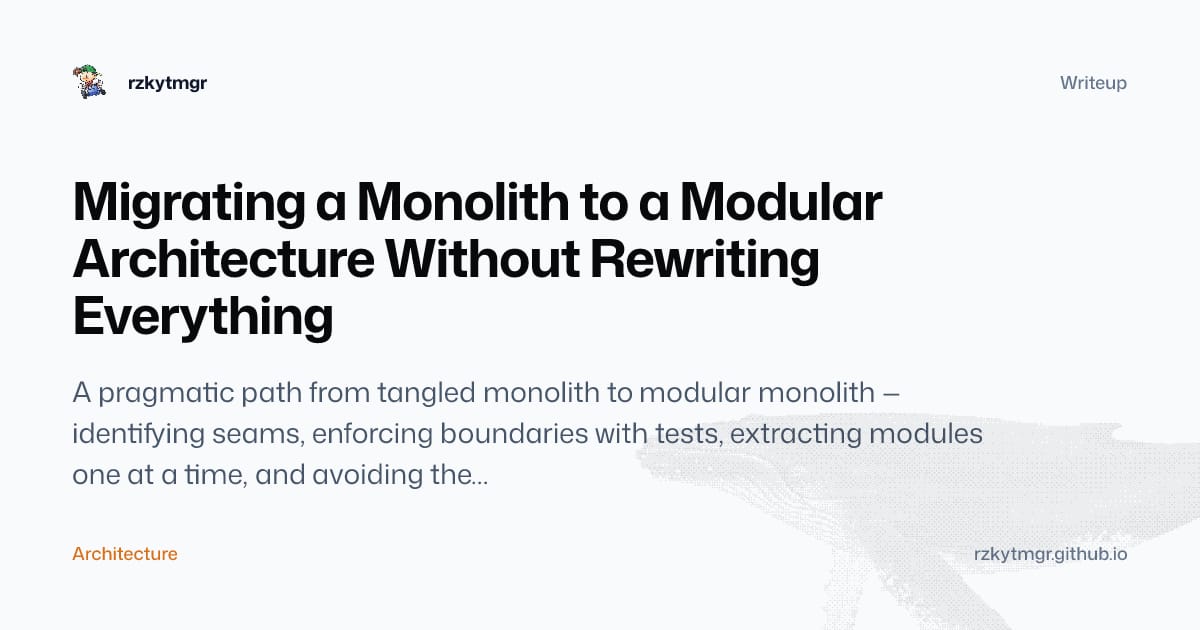 rzkytmgr
Writeup
Migrating a Monolith to a Modular
Architecture Without Rewriting
Everything
A pragmatic path from tangled monolith to modular monolith —
identifying seams, enforcing boundaries with tests, extracting modules
one at a time, and avoiding the...
Architecture
rzkytmgr.github.io